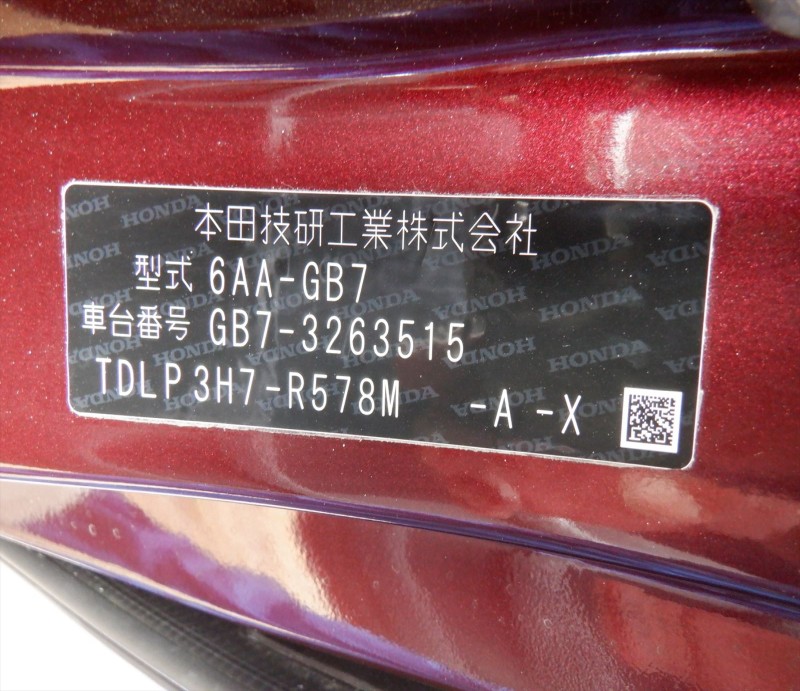 本田技研工業株式会社
型式 6AA-GB7
車台番号 GB7-3263515
TDLP3H7-R578M -A -X